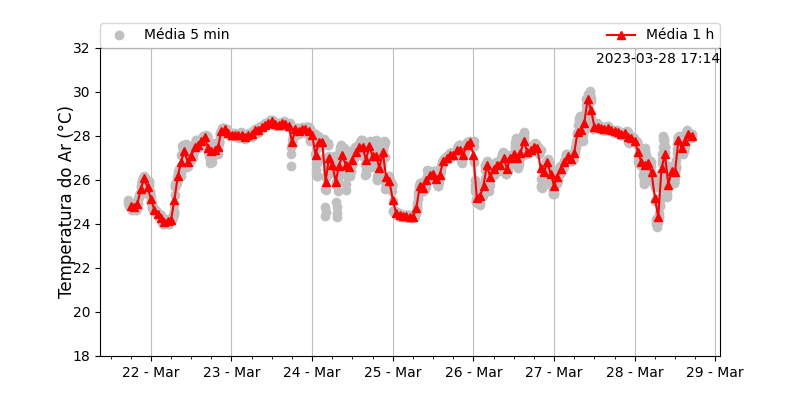 Média 5 min
Média 1 h
2023-03-28 17:14
Temperatura do Ar (°C)
32
30
28
26
24
22
20
18
22 - Mar
23 - Mar
24 - Mar
25 - Mar
26 - Mar
27 - Mar
28 - Mar
29 - Mar